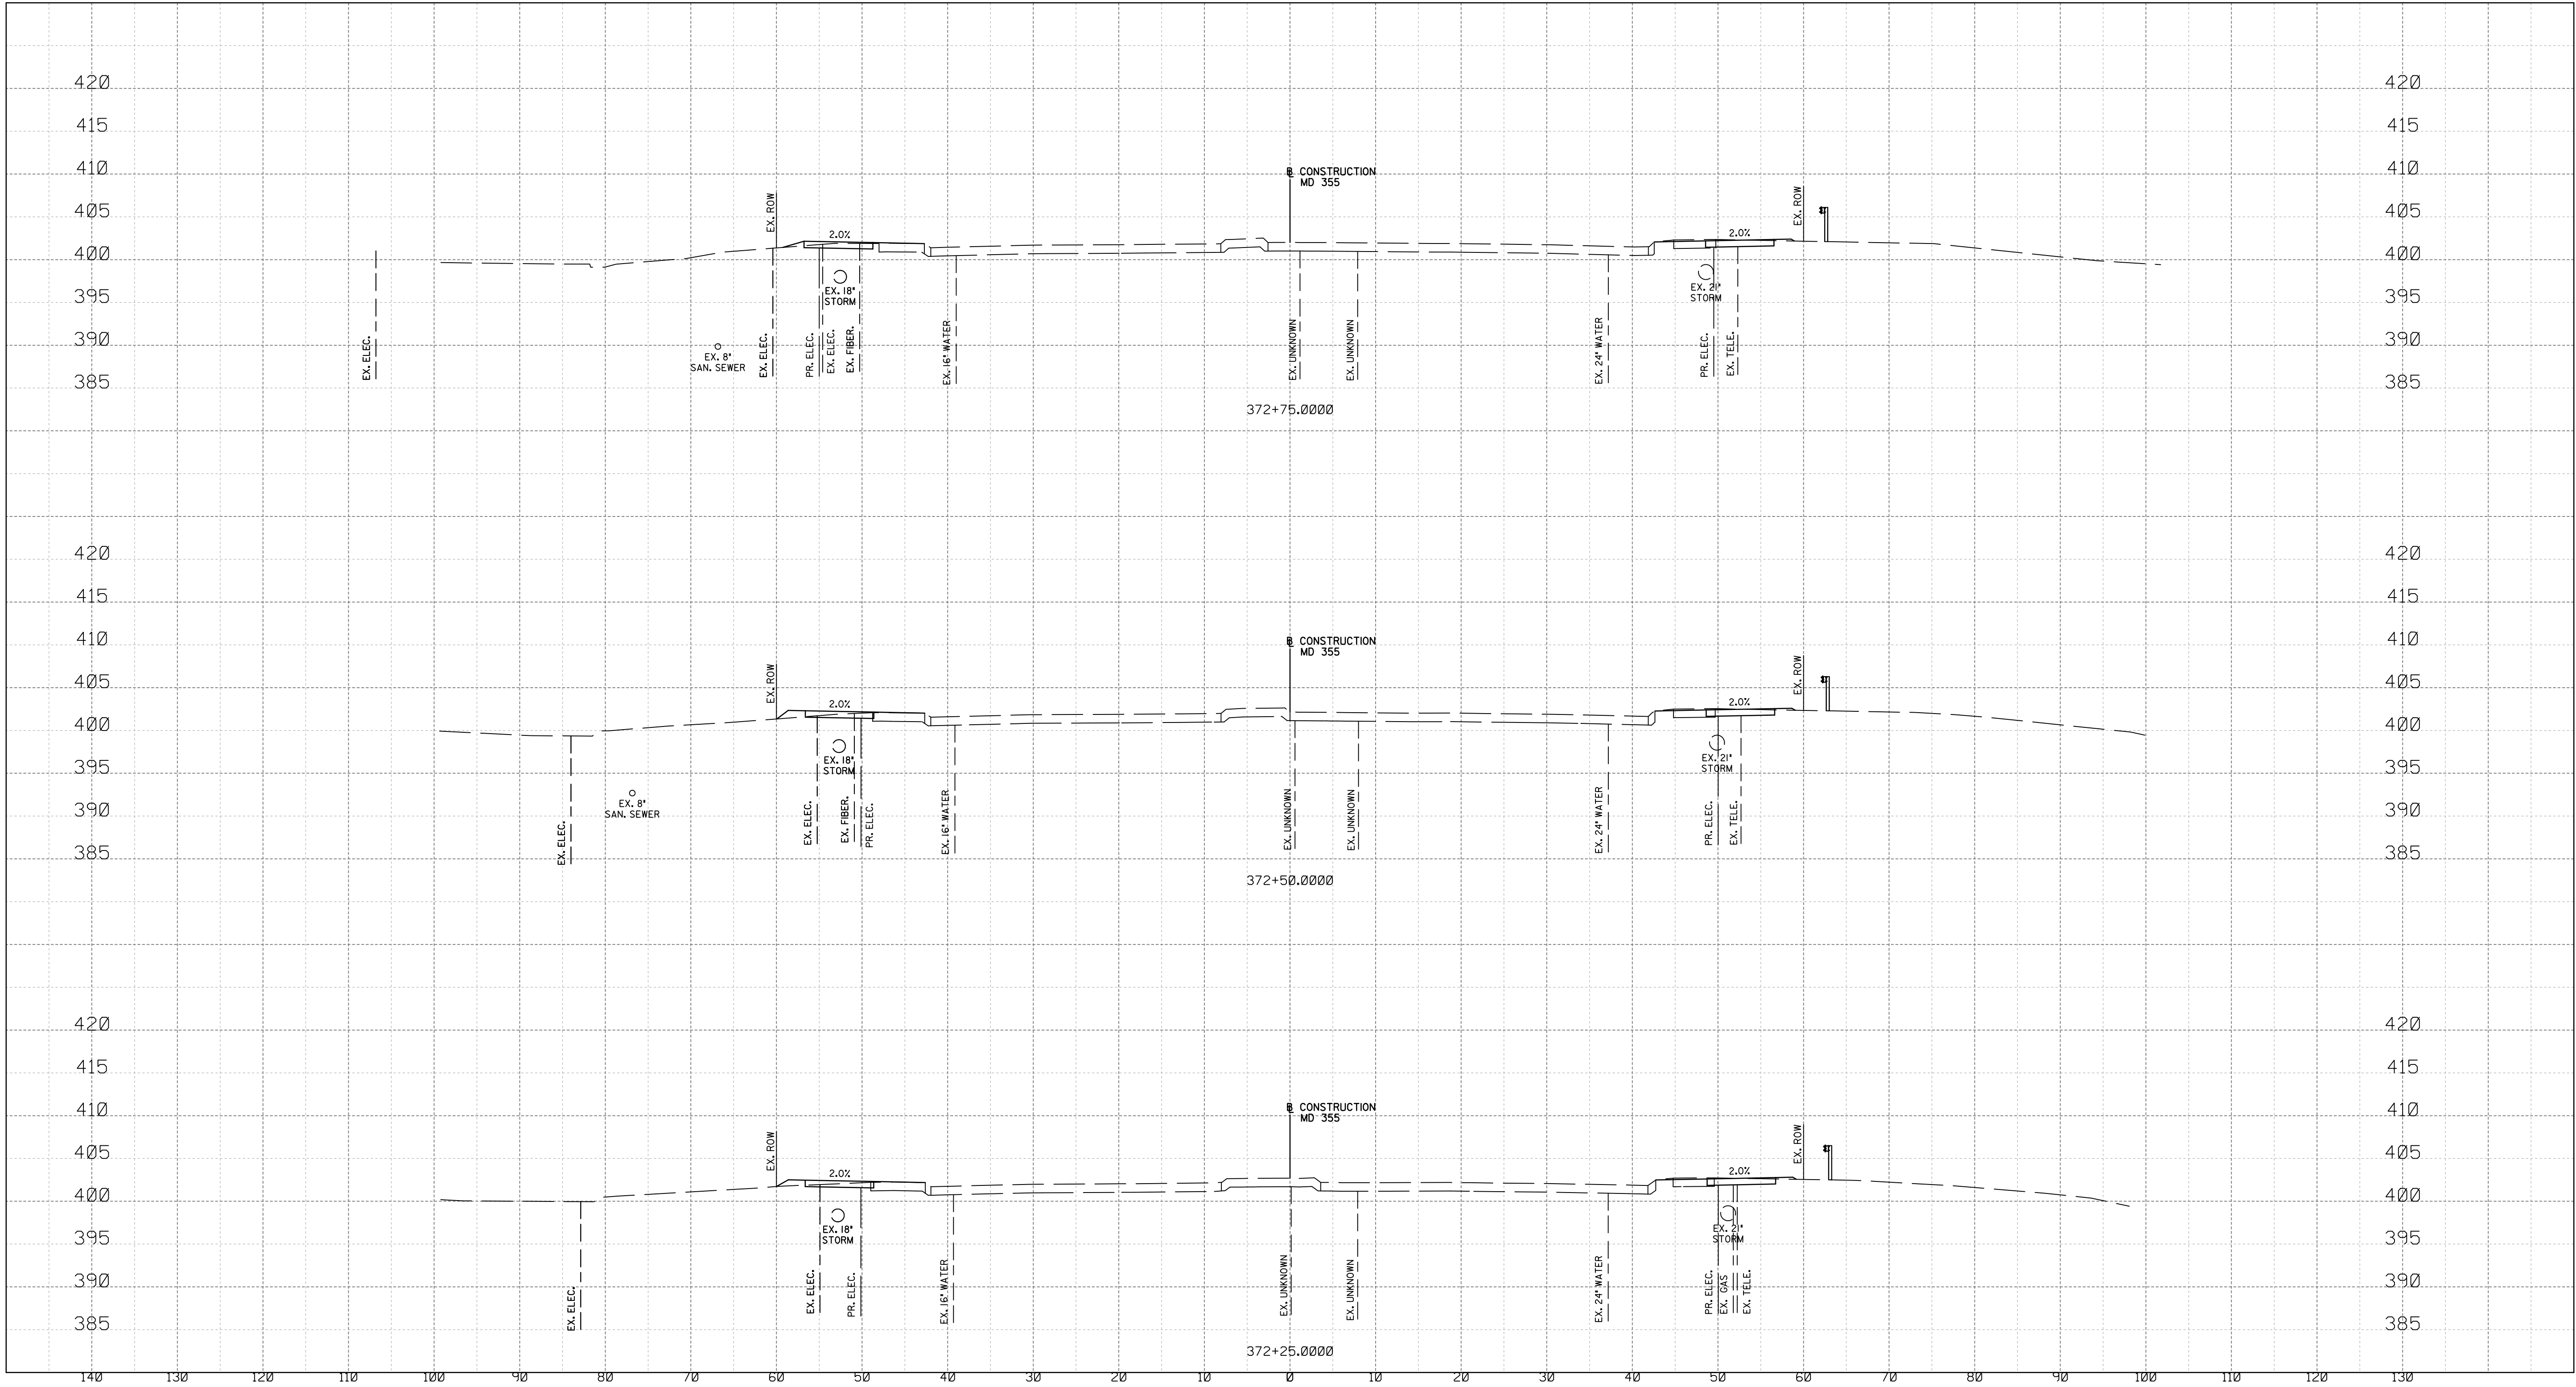 420 420
415 415
410 410
℄ CONSTRUCTION
MD 355
405 405
EX. ROW
EX. ROW
2.0%
2.0%
400 400
395 395
EX. 18"
STORM
EX. 21"
STORM
390 390
EX. ELEC.
EX. 8"
SAN. SEWER
EX. ELEC.
PR. ELEC.
EX. ELEC.
EX. FIBER.
EX. 16" WATER
EX. UNKNOWN
EX. UNKNOWN
EX. 24" WATER
PR. ELEC.
EX. TELE.
385 385
372+75.0000
420 420
415 415
410 410
℄ CONSTRUCTION
MD 355
405 405
EX. ROW
EX. ROW
2.0%
2.0%
400 400
395 395
EX. 18"
STORM
EX. 21"
STORM
390 390
EX. ELEC.
EX. 8"
SAN. SEWER
EX. ELEC.
EX. FIBER.
PR. ELEC.
EX. 16" WATER
EX. UNKNOWN
EX. UNKNOWN
EX. 24" WATER
PR. ELEC.
EX. TELE.
385 385
372+50.0000
420 420
415 415
410 410
℄ CONSTRUCTION
MD 355
405 405
EX. ROW
EX. ROW
2.0%
2.0%
400 400
395 395
EX. 18"
STORM
EX. 21"
STORM
390 390
EX. ELEC.
EX. ELEC.
PR. ELEC.
EX. 16" WATER
EX. UNKNOWN
EX. UNKNOWN
EX. 24" WATER
PR. ELEC.
EX. GAS
EX. TELE.
385 385
372+25.0000
140 130 120 110 100 90 80 70 60 50 40 30 20 10 0 10 20 30 40 50 60 70 80 90 100 110 120 130